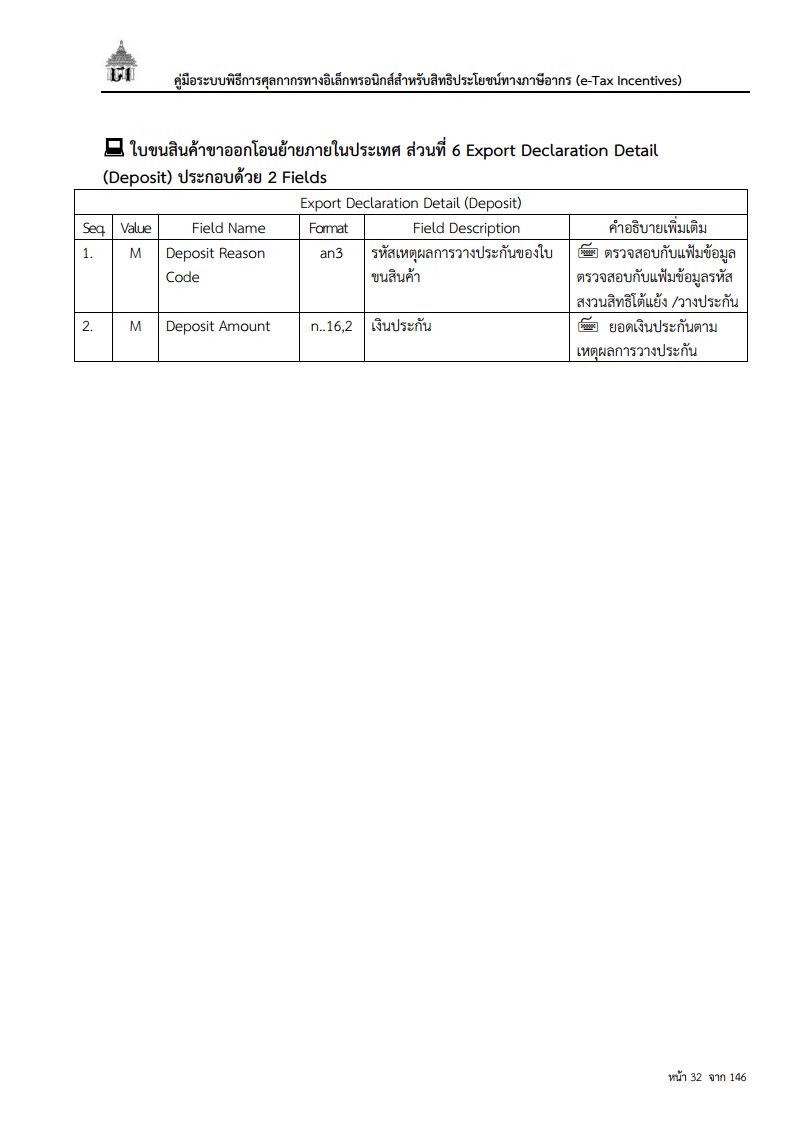 คู่มือระบบพิธีการศุลกากรทางอิเล็กทรอนิกส์สำหรับสิทธิประโยชน์ทางภาษีอากร (e-Tax Incentives)
ใบขนสินค้าขาออกโอนย้ายภายในประเทศ ส่วนที่ 6 Export Declaration Detail
(Deposit) ประกอบด้วย 2 Fields
Export Declaration Detail (Deposit)
Seq. Value Field Name Format Field Description คำอธิบายเพิ่มเติม
1. M Deposit Reason an3 รหัสเหตุผลการวางประกันของใบ ตรวจสอบกับแฟ้มข้อมูล
Code ขนสินค้า ตรวจสอบกับแฟ้มข้อมูลรหัส
สงวนสิทธิโต้แย้ง /วางประกัน
2. M Deposit Amount n..16,2 เงินประกัน ยอดเงินประกันตาม
เหตุผลการวางประกัน
หน้า 32 จาก 146